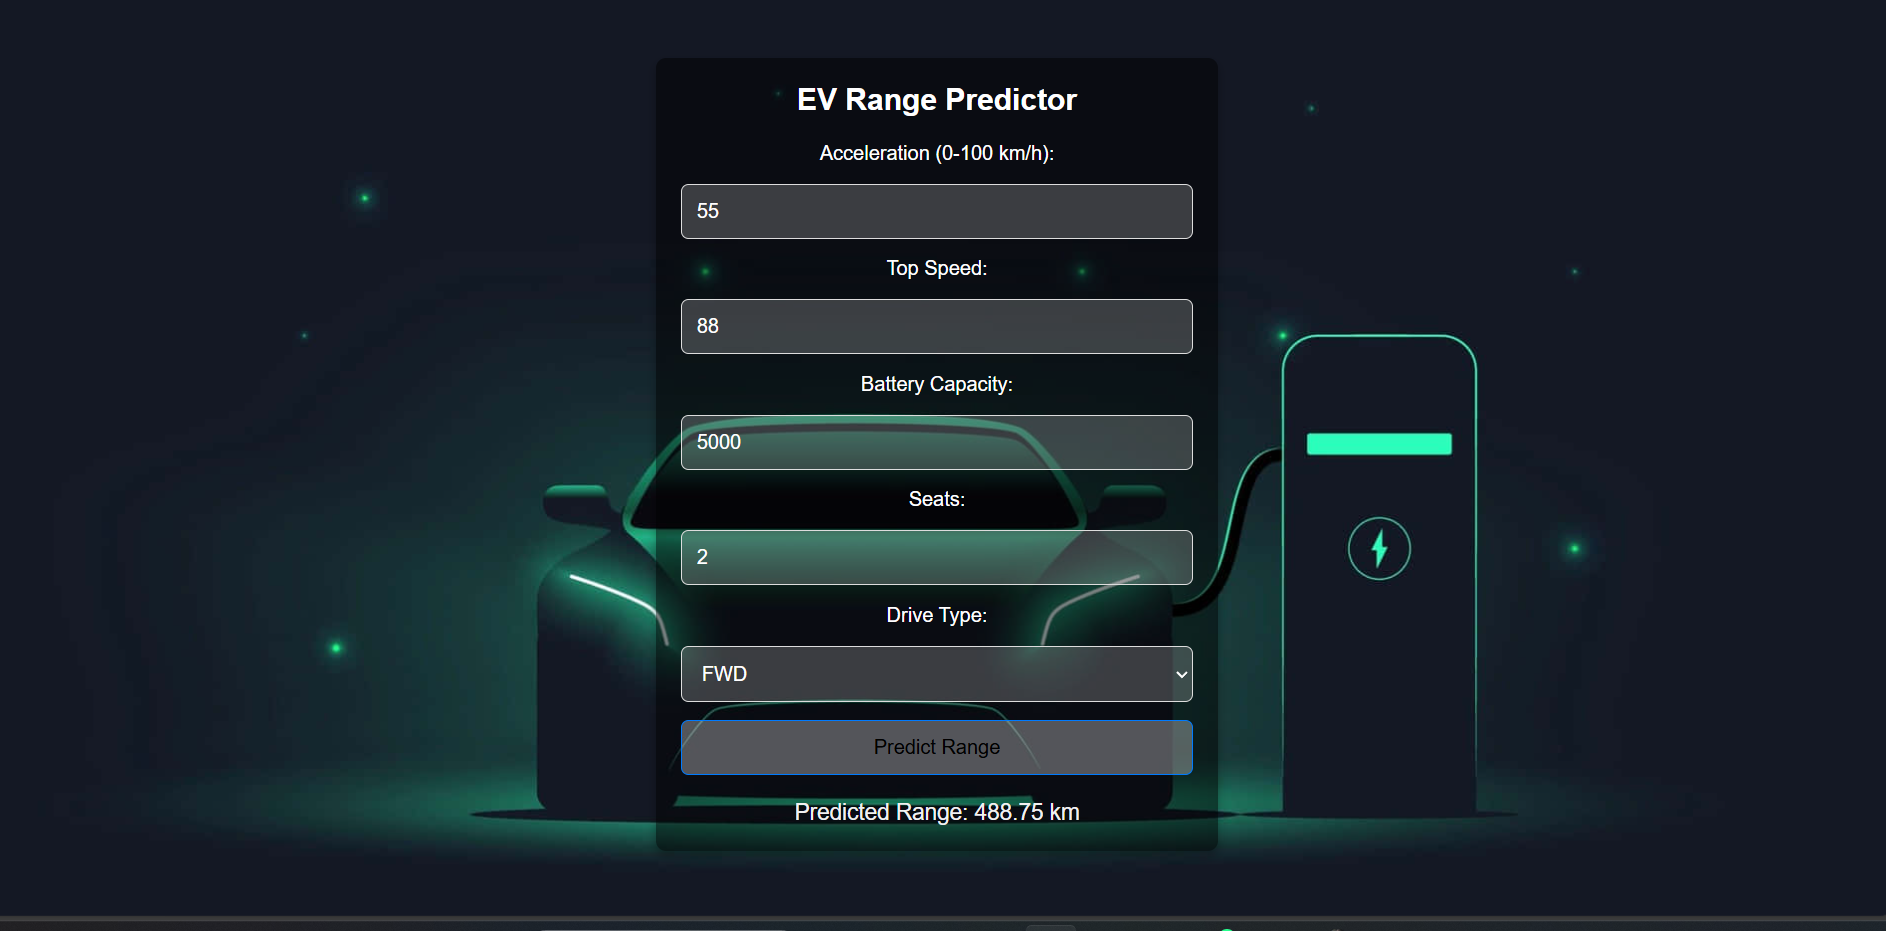 EV Range Predictor
Acceleration (0-100 km/h):
55
Top Speed:
88
Battery Capacity:
5000
Seats:
2
Drive Type:
FWD
Predict Range
Predicted Range: 488.75 km